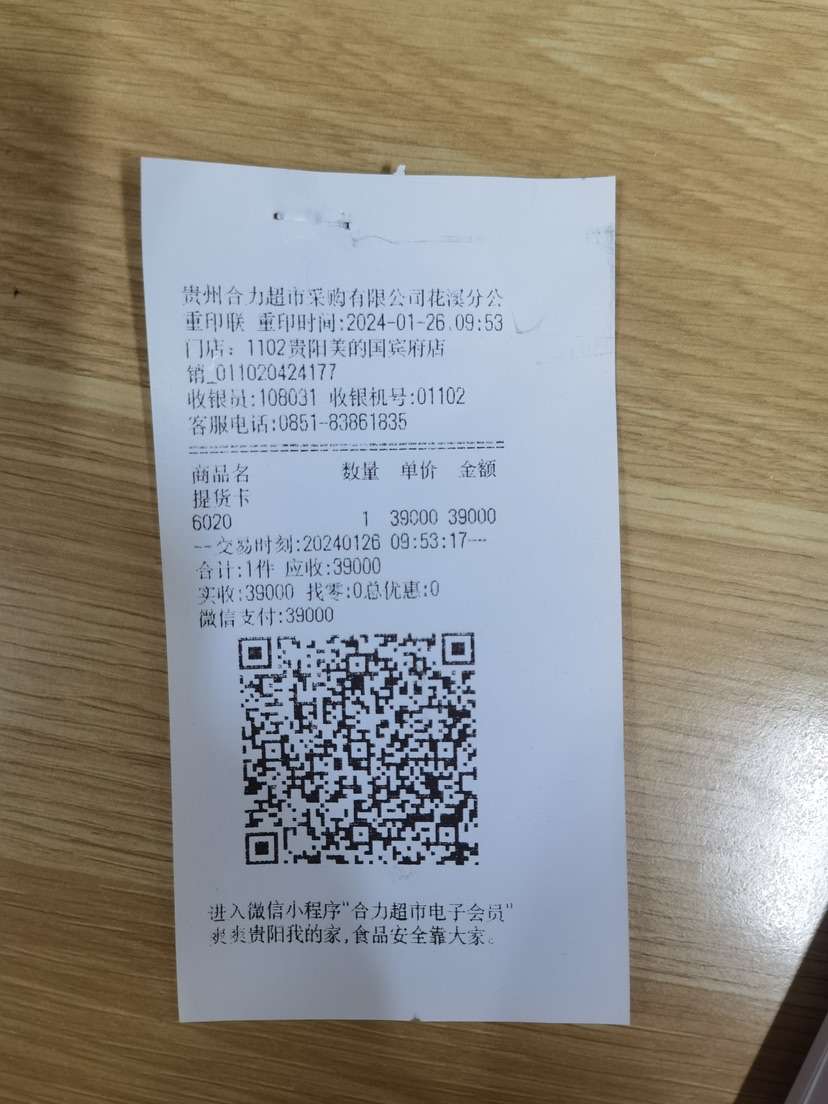 贵州合力超市采购有限公司花溪分公
重印联 重印时间:2024-01-26.09:53
门店：1102贵阳美的国宾府店
销_011020424177
收银员:108031 收银机号:01102
客服电话:0851-83861835
商品名 数量 单价 金额
提货卡
6020 1 39000 39000
--交易时刻:20240126 09:53:17--
合计:1件 应收:39000
实收:39000 找零:0总优惠:0
微信支付:39000
进入微信小程序"合力超市电子会员"
爽爽贵阳我的家,食品安全靠大家。